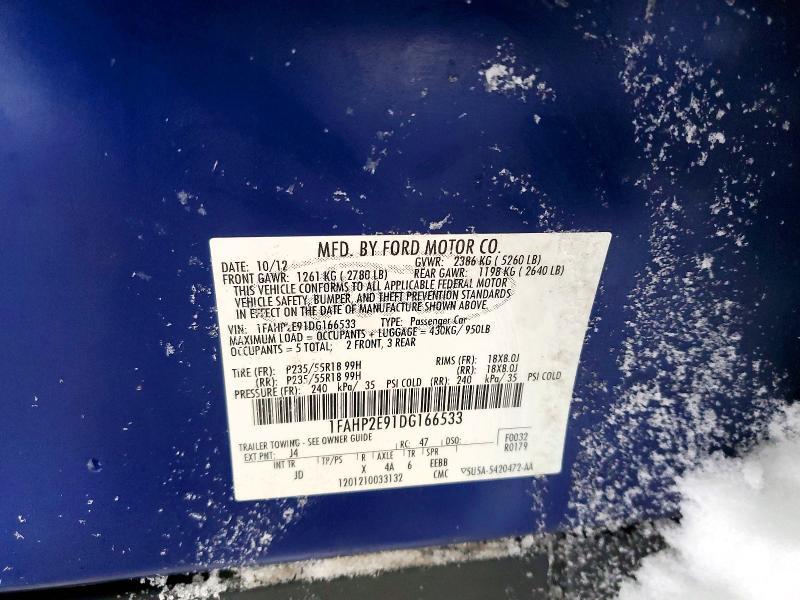 MFD. BY FORD MOTOR CO.
DATE: 10/12 GVWR: 2386 KG ( 5260 LB)
FRONT GAWR: 1261 KG ( 2780 LB) REAR GAWR: 1198 KG ( 2640 LB)
THIS VEHICLE CONFORMS TO ALL APPLICABLE FEDERAL MOTOR
VEHICLE SAFETY, BUMPER, AND THEFT PREVENTION STANDARDS
IN EFFECT ON THE DATE OF MANUFACTURE SHOWN ABOVE.
VIN: 1FAHP2E91DG166533 TYPE: Passenger Car
MAXIMUM LOAD = OCCUPANTS + LUGGAGE = 430KG/ 950LB
OCCUPANTS = 5 TOTAL; 2 FRONT, 3 REAR
TIRE (FR): P235/55R18 99H RIMS (FR): 18X8.0J
(RR): P235/55R18 99H (RR): 18X8.0J
PRESSURE (FR): 240 kPa/ 35 PSI COLD (RR): 240 kPa/ 35 PSI COLD
1FAHP2E91DG166533
TRAILER TOWING - SEE OWNER GUIDE F0032
EXT PNT: J4 RC: 47 DSO: R0179
INT TR TP/PS R AXLE TR SPR
JD X 4A 6 EEBB
1201210033132 CMC 5U5A-5420472-AA